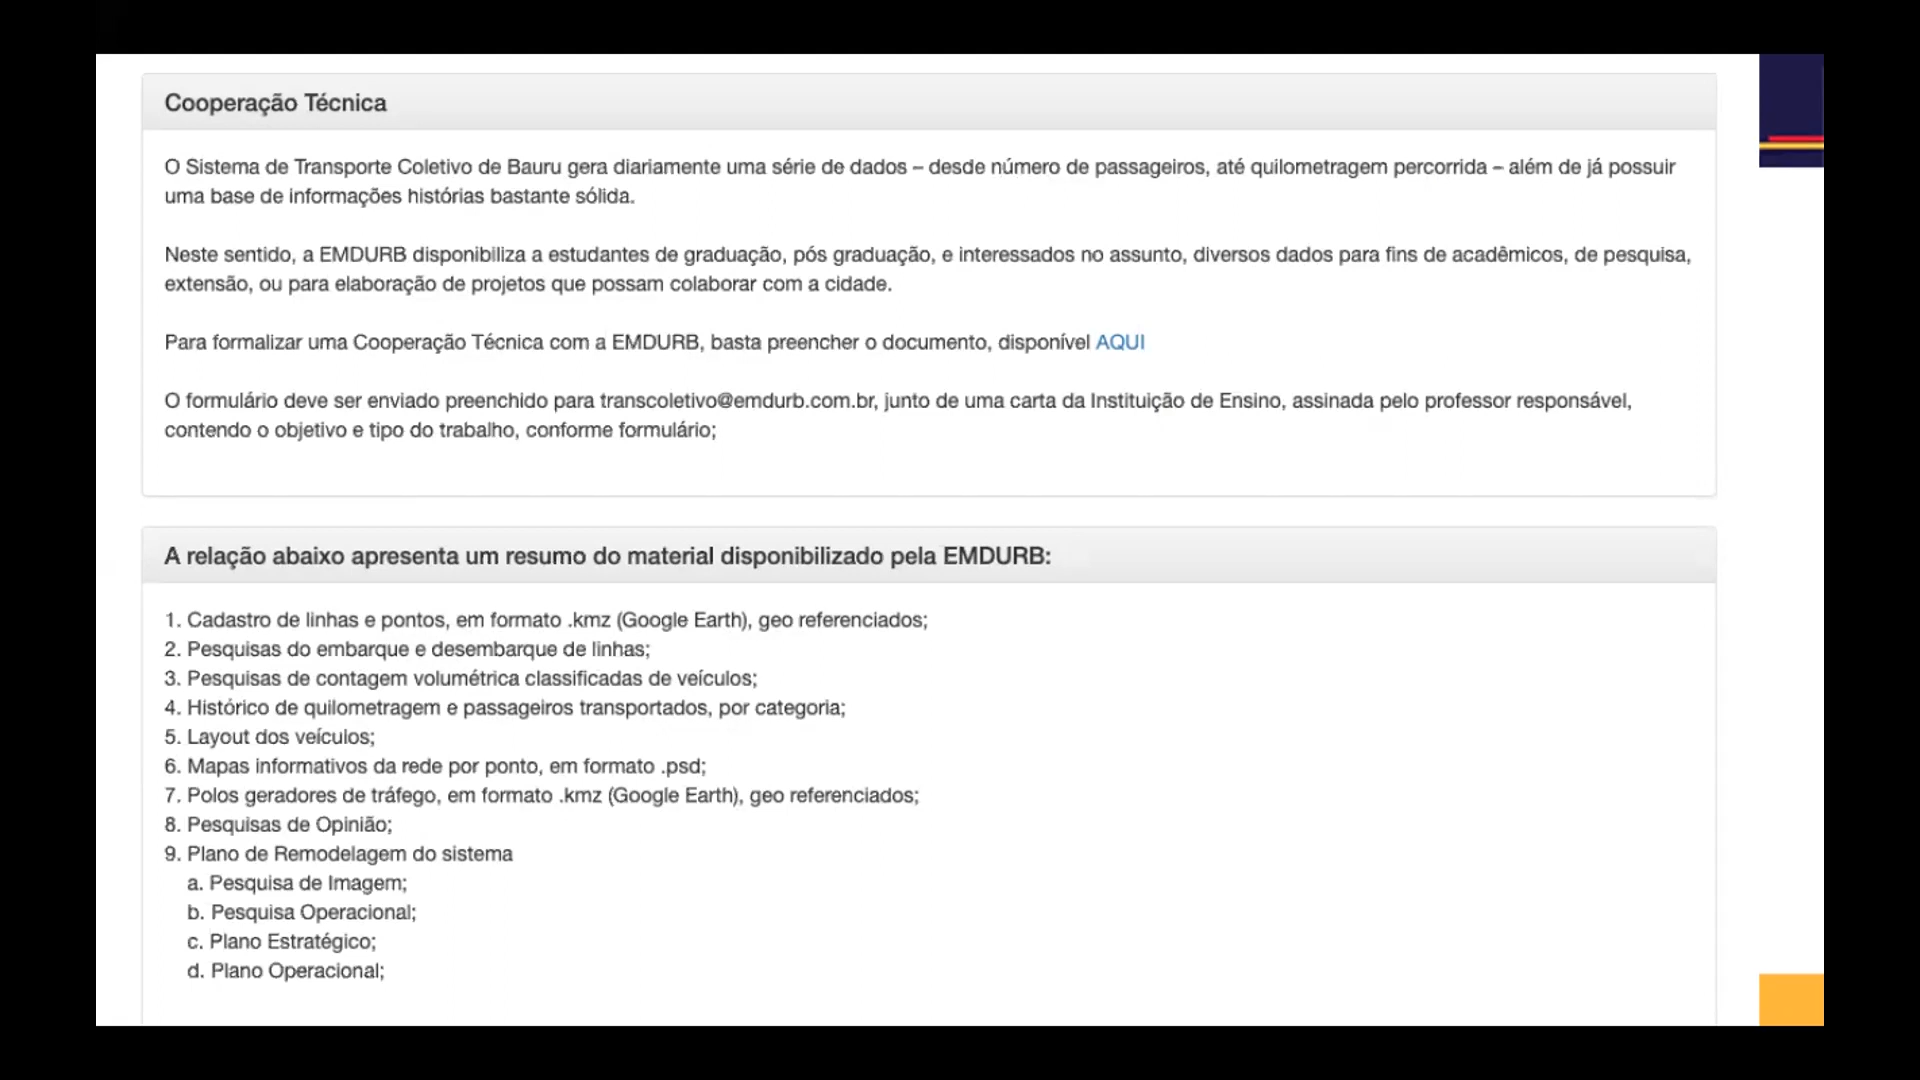 Cooperação Técnica
O Sistema de Transporte Coletivo de Bauru gera diariamente uma série de dados – desde número de passageiros, até quilometragem percorrida – além de já possuir
uma base de informações histórias bastante sólida.
Neste sentido, a EMDURB disponibiliza a estudantes de graduação, pós graduação, e interessados no assunto, diversos dados para fins de acadêmicos, de pesquisa,
extensão, ou para elaboração de projetos que possam colaborar com a cidade.
Para formalizar uma Cooperação Técnica com a EMDURB, basta preencher o documento, disponível AQUI
O formulário deve ser enviado preenchido para transcoletivo@emdurb.com.br, junto de uma carta da Instituição de Ensino, assinada pelo professor responsável,
contendo o objetivo e tipo do trabalho, conforme formulário;
A relação abaixo apresenta um resumo do material disponibilizado pela EMDURB:
1. Cadastro de linhas e pontos, em formato .kmz (Google Earth), geo referenciados;
2. Pesquisas do embarque e desembarque de linhas;
3. Pesquisas de contagem volumétrica classificadas de veículos;
4. Histórico de quilometragem e passageiros transportados, por categoria;
5. Layout dos veículos;
6. Mapas informativos da rede por ponto, em formato .psd;
7. Polos geradores de tráfego, em formato .kmz (Google Earth), geo referenciados;
8. Pesquisas de Opinião;
9. Plano de Remodelagem do sistema
a. Pesquisa de Imagem;
b. Pesquisa Operacional;
c. Plano Estratégico;
d. Plano Operacional;